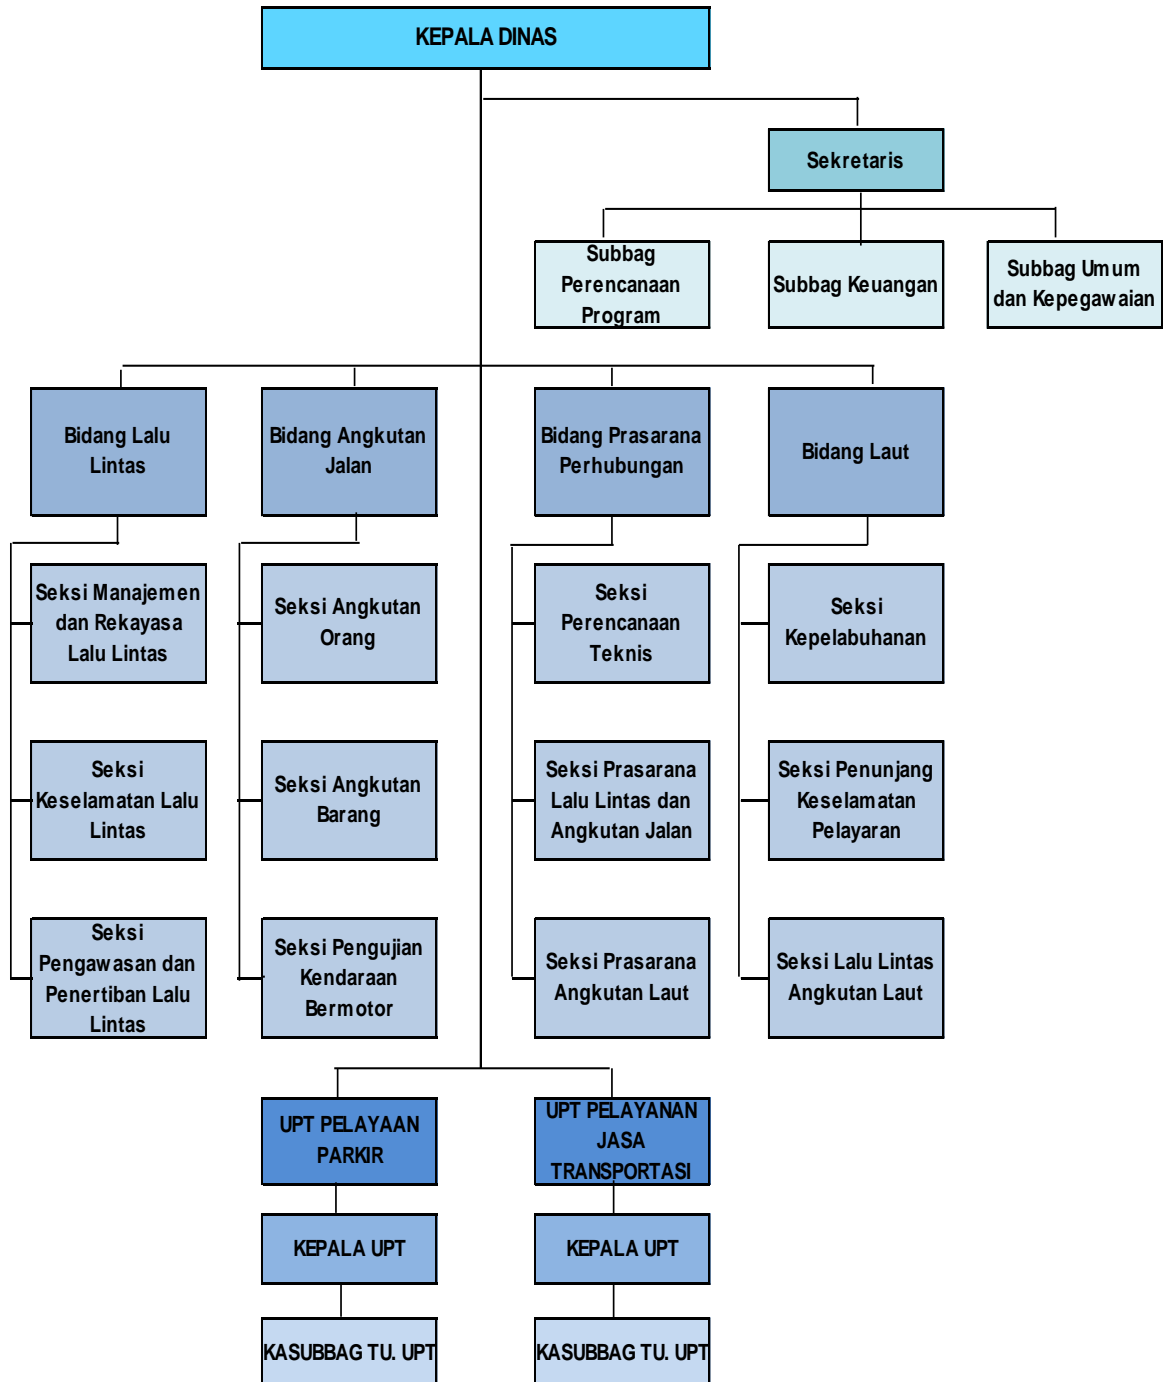 KEPALA DINAS
Sekretaris
Subbag
Perencanaan
Program
Subbag Keuangan
Subbag Umum
dan Kepegawaian
Bidang Lalu
Lintas
Bidang Angkutan
Jalan
Bidang Prasarana
Perhubungan
Bidang Laut
Seksi Manajemen
dan Rekayasa
Lalu Lintas
Seksi Angkutan
Orang
Seksi
Perencanaan
Teknis
Seksi
Kepelabuhanan
Seksi
Keselamatan Lalu
Lintas
Seksi Angkutan
Barang
Seksi Prasarana
Lalu Lintas dan
Angkutan Jalan
Seksi Penunjang
Keselamatan
Pelayaran
Seksi
Pengawasan dan
Penertiban Lalu
Lintas
Seksi Pengujian
Kendaraan
Bermotor
Seksi Prasarana
Angkutan Laut
Seksi Lalu Lintas
Angkutan Laut
UPT PELAYAAN
PARKIR
UPT PELAYANAN
JASA
TRANSPORTASI
KEPALA UPT
KEPALA UPT
KASUBBAG TU. UPT
KASUBBAG TU. UPT